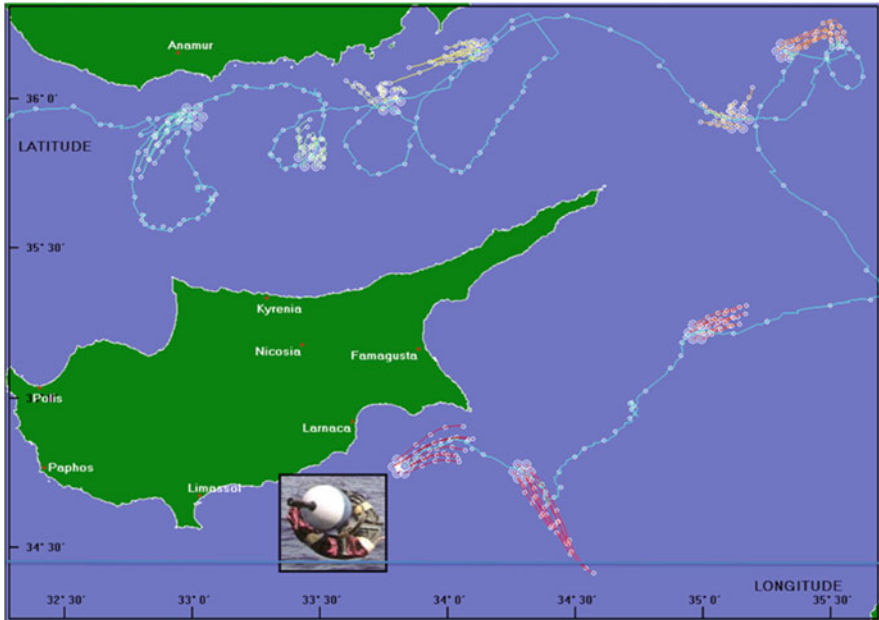 Anamur
36° 0'
LATITUDE
35° 30'
Kyrenia
Nicosia
Famagusta
Polis
Larnaca
Paphos
Limassol
34° 30'
LONGITUDE
32° 30' 33° 0' 33° 30' 34° 0' 34° 30' 35° 0' 35° 30'